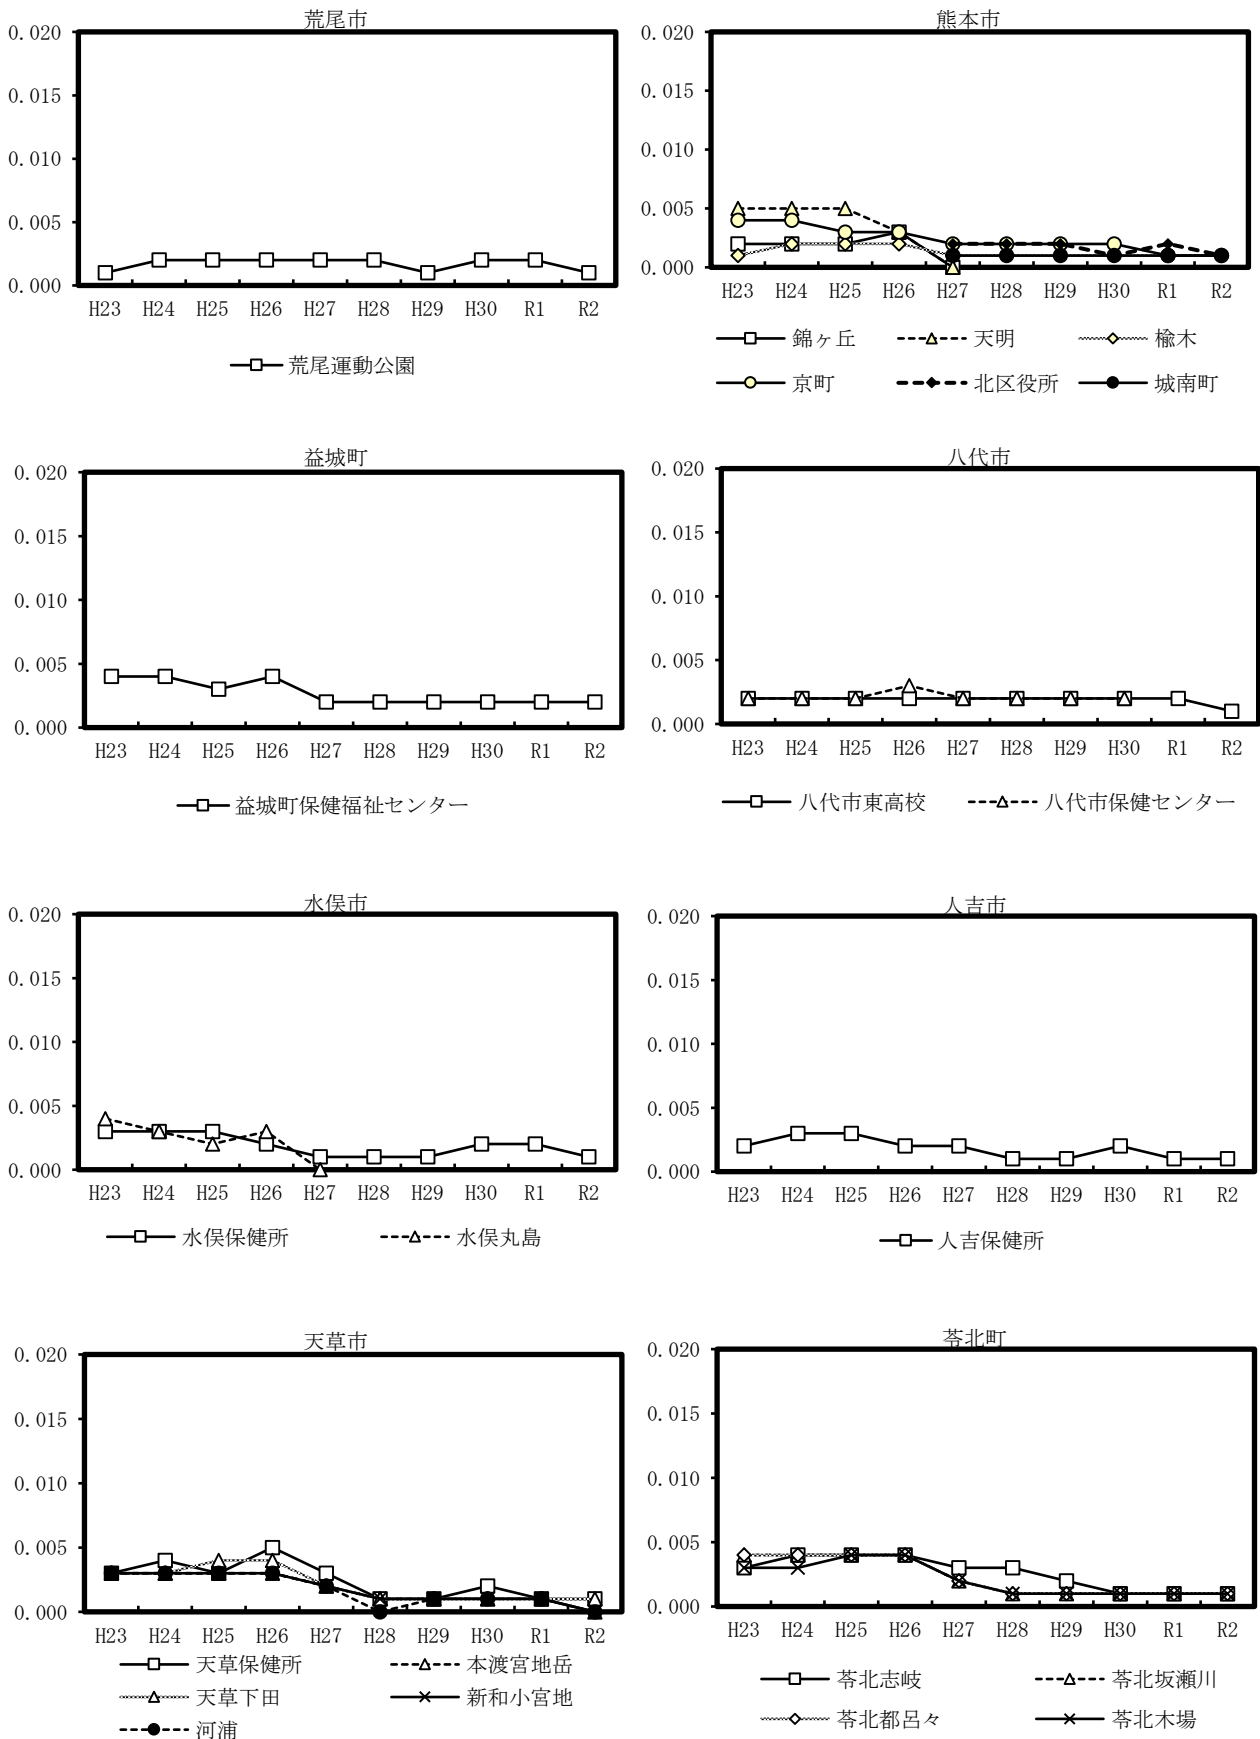 荒尾市
0.020
0.015
0.010
0.005
0.000
H23 H24 H25 H26 H27 H28 H29 H30 R1 R2
荒尾運動公園
熊本市
0.020
0.015
0.010
0.005
0.000
H23 H24 H25 H26 H27 H28 H29 H30 R1 R2
錦ヶ丘 天明 楡木
京町 北区役所 城南町
益城町
0.020
0.015
0.010
0.005
0.000
H23 H24 H25 H26 H27 H28 H29 H30 R1 R2
益城町保健福祉センター
八代市
0.020
0.015
0.010
0.005
0.000
H23 H24 H25 H26 H27 H28 H29 H30 R1 R2
八代市東高校 八代市保健センター
水俣市
0.020
0.015
0.010
0.005
0.000
H23 H24 H25 H26 H27 H28 H29 H30 R1 R2
水俣保健所 水俣丸島
人吉市
0.020
0.015
0.010
0.005
0.000
H23 H24 H25 H26 H27 H28 H29 H30 R1 R2
人吉保健所
天草市
0.020
0.015
0.010
0.005
0.000
H23 H24 H25 H26 H27 H28 H29 H30 R1 R2
天草保健所 本渡宮地岳
天草下田 新和小宮地
河浦
苓北町
0.020
0.015
0.010
0.005
0.000
H23 H24 H25 H26 H27 H28 H29 H30 R1 R2
苓北志岐 苓北坂瀬川
苓北都呂々 苓北木場